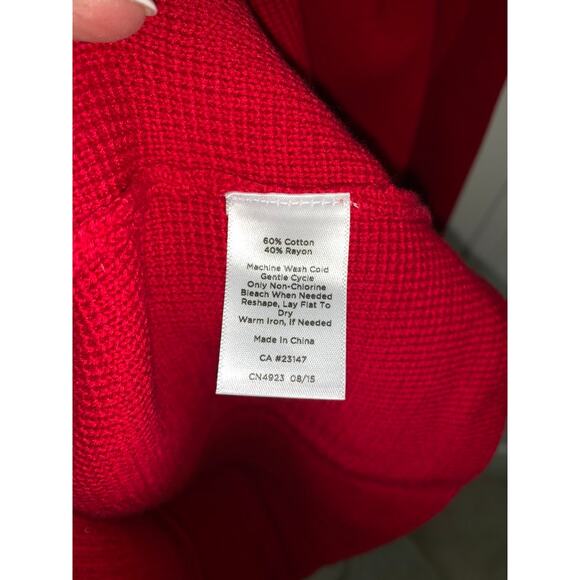 60% Cotton
40% Rayon
Machine Wash Cold
Gentle Cycle
Only Non-Chlorine
Bleach When Needed
Reshape, Lay Flat To
Dry
Warm Iron, If Needed
Made In China
CA #23147
CN4923 08/15